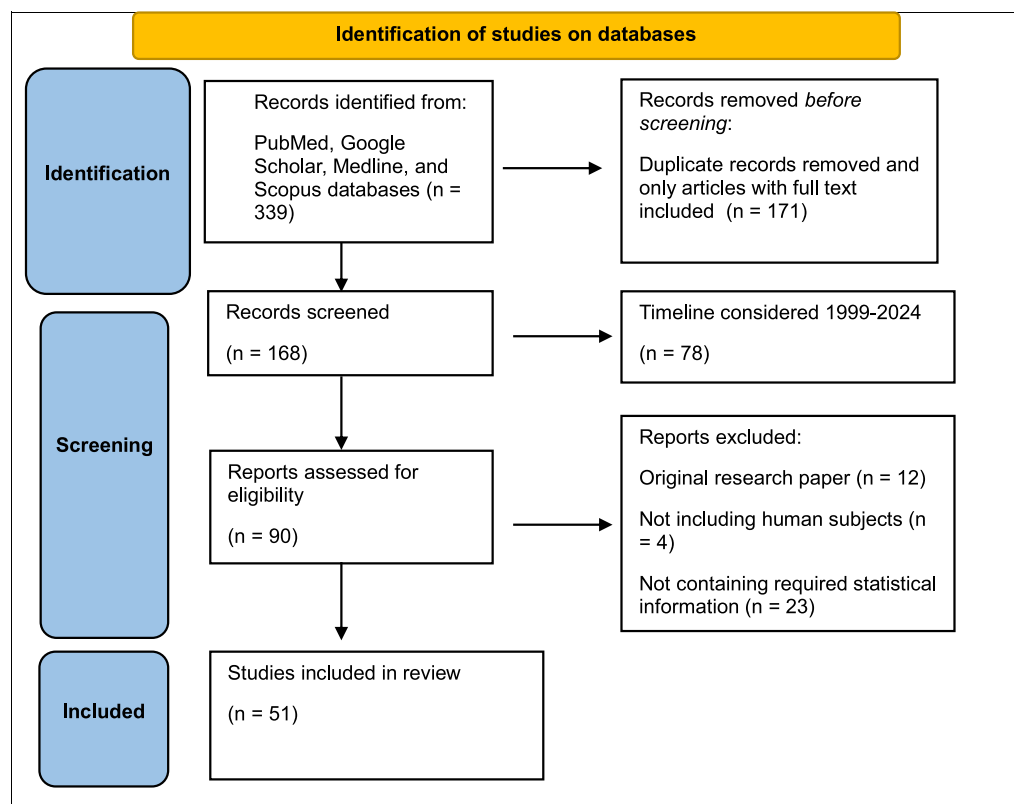 Identification of studies on databases
Identification
Records identified from:
PubMed, Google
Scholar, Medline, and
Scopus databases (n =
339)
Records removed before
screening:
Duplicate records removed and
only articles with full text
included (n = 171)
Screening
Records screened
(n = 168)
Timeline considered 1999-2024
(n = 78)
Reports assessed for
eligibility
(n = 90)
Reports excluded:
Original research paper (n = 12)
Not including human subjects (n
= 4)
Not containing required statistical
information (n = 23)
Included
Studies included in review
(n = 51)